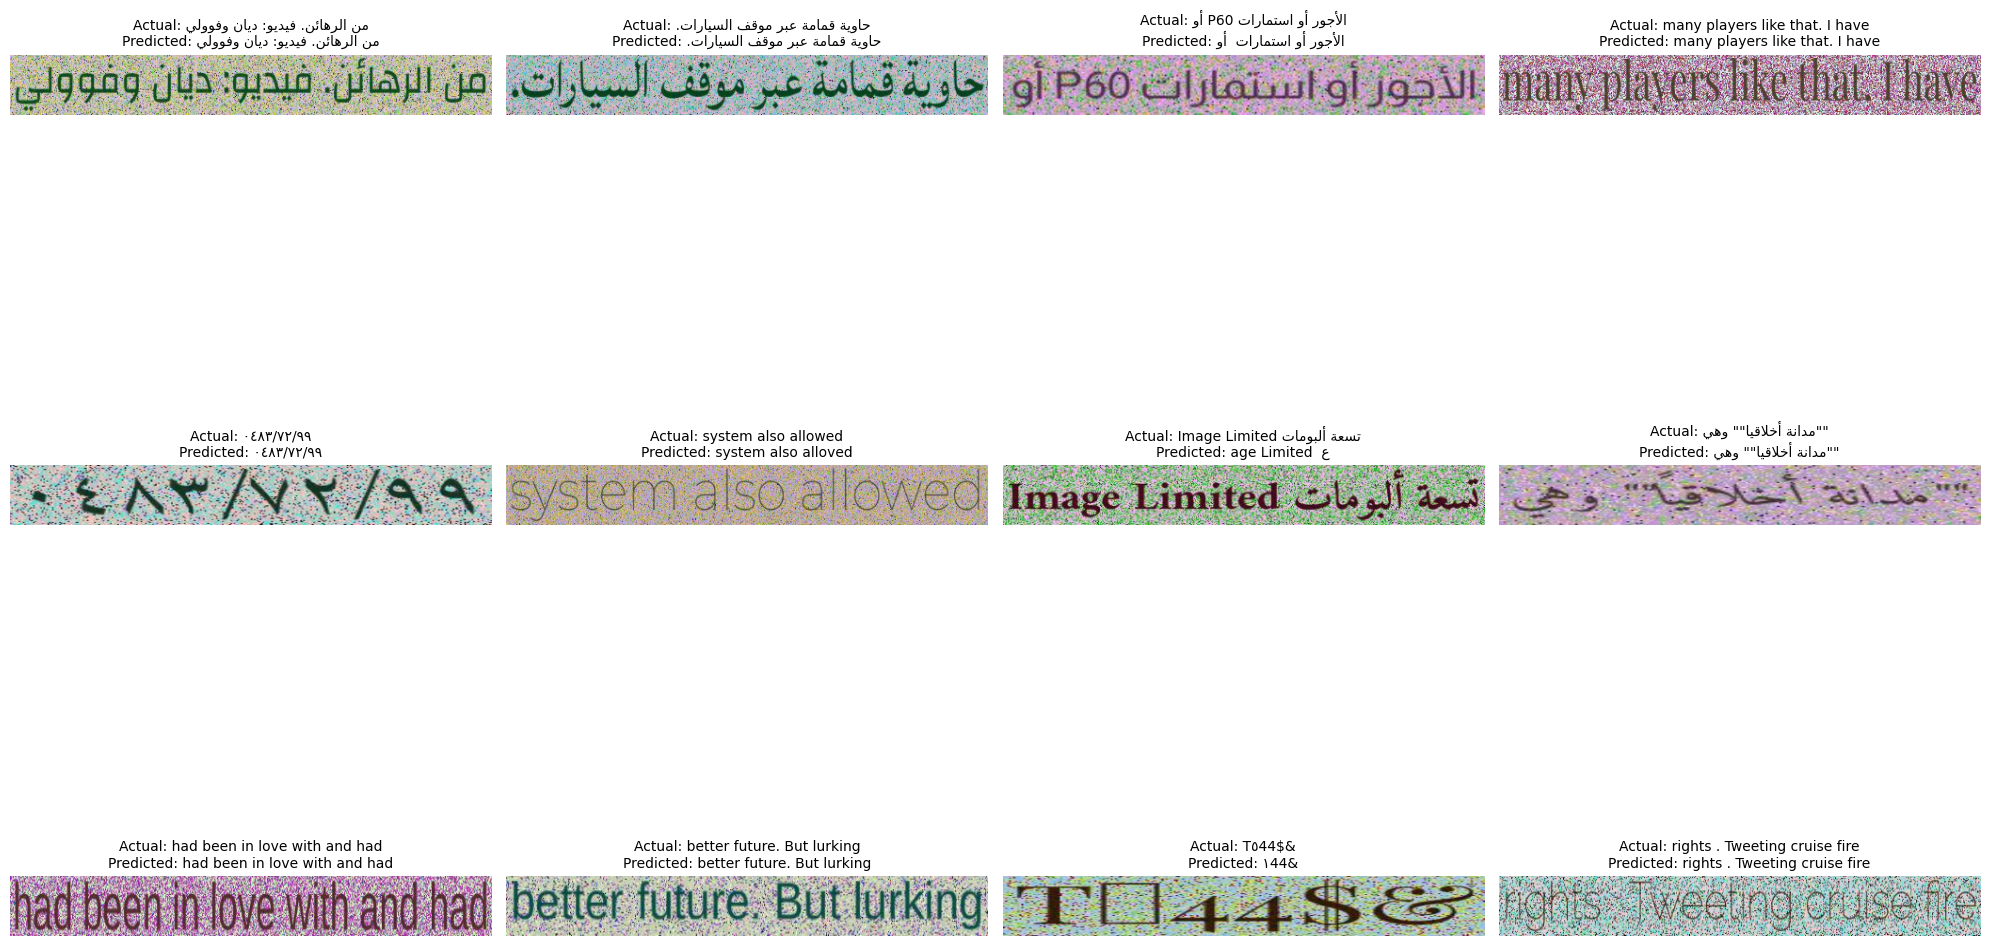 Actual: من الرهائن. فيديو: ديان وفوولي
Predicted: من الرهائن. فيديو: ديان وفوولي
من الرهائن. فيديو: ديان وفوولي
Actual: حاوية قمامة عبر موقف السيارات.
Predicted: حاوية قمامة عبر موقف السيارات.
حاوية قمامة عبر موقف السيارات.
Actual: الأجور أو استمارات P60 أو
Predicted: الأجور أو استمارات  أو
الأجور أو استمارات P60 أو
Actual: many players like that. I have
Predicted: many players like that. I have
many players like that. I have
Actual: ٠٤٨٣/٧٢/٩٩
Predicted: ٠٤٨٣/٧٢/٩٩
٠٤٨٣/٧٢/٩٩
Actual: system also allowed
Predicted: system also alloved
system also allowed
Actual: Image Limited تسعة ألبومات
Predicted: age Limited  ع
Image Limited تسعة ألبومات
Actual: ""مدانة أخلاقيا"" وهي
Predicted: ""مدانة أخلاقيا"" وهي
""مدانة أخلاقياً"" وهي
Actual: had been in love with and had
Predicted: had been in love with and had
had been in love with and had
Actual: better future. But lurking
Predicted: better future. But lurking
better future. But lurking
Actual: T٥44$&
Predicted: ١44&
T□44$&
Actual: rights . Tweeting cruise fire
Predicted: rights . Tweeting cruise fire
rights . Tweeting cruise fire